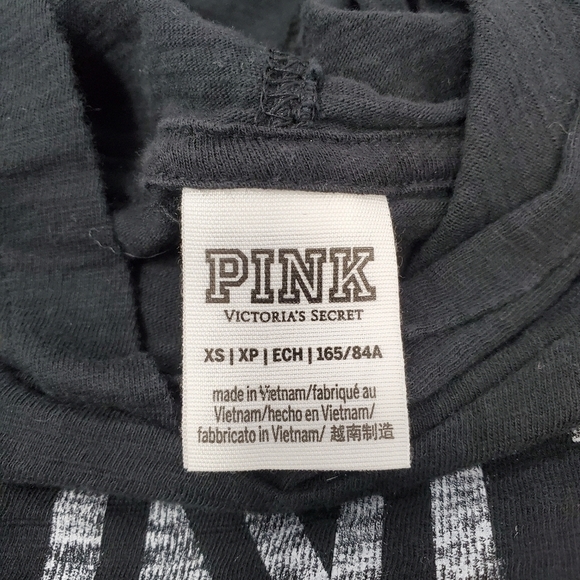 PINK
VICTORIA'S SECRET
XS | XP | ECH | 165/84A
made in Vietnam/fabriqué au
Vietnam/hecho en Vietnam/
fabbricato in Vietnam/ 越南制造